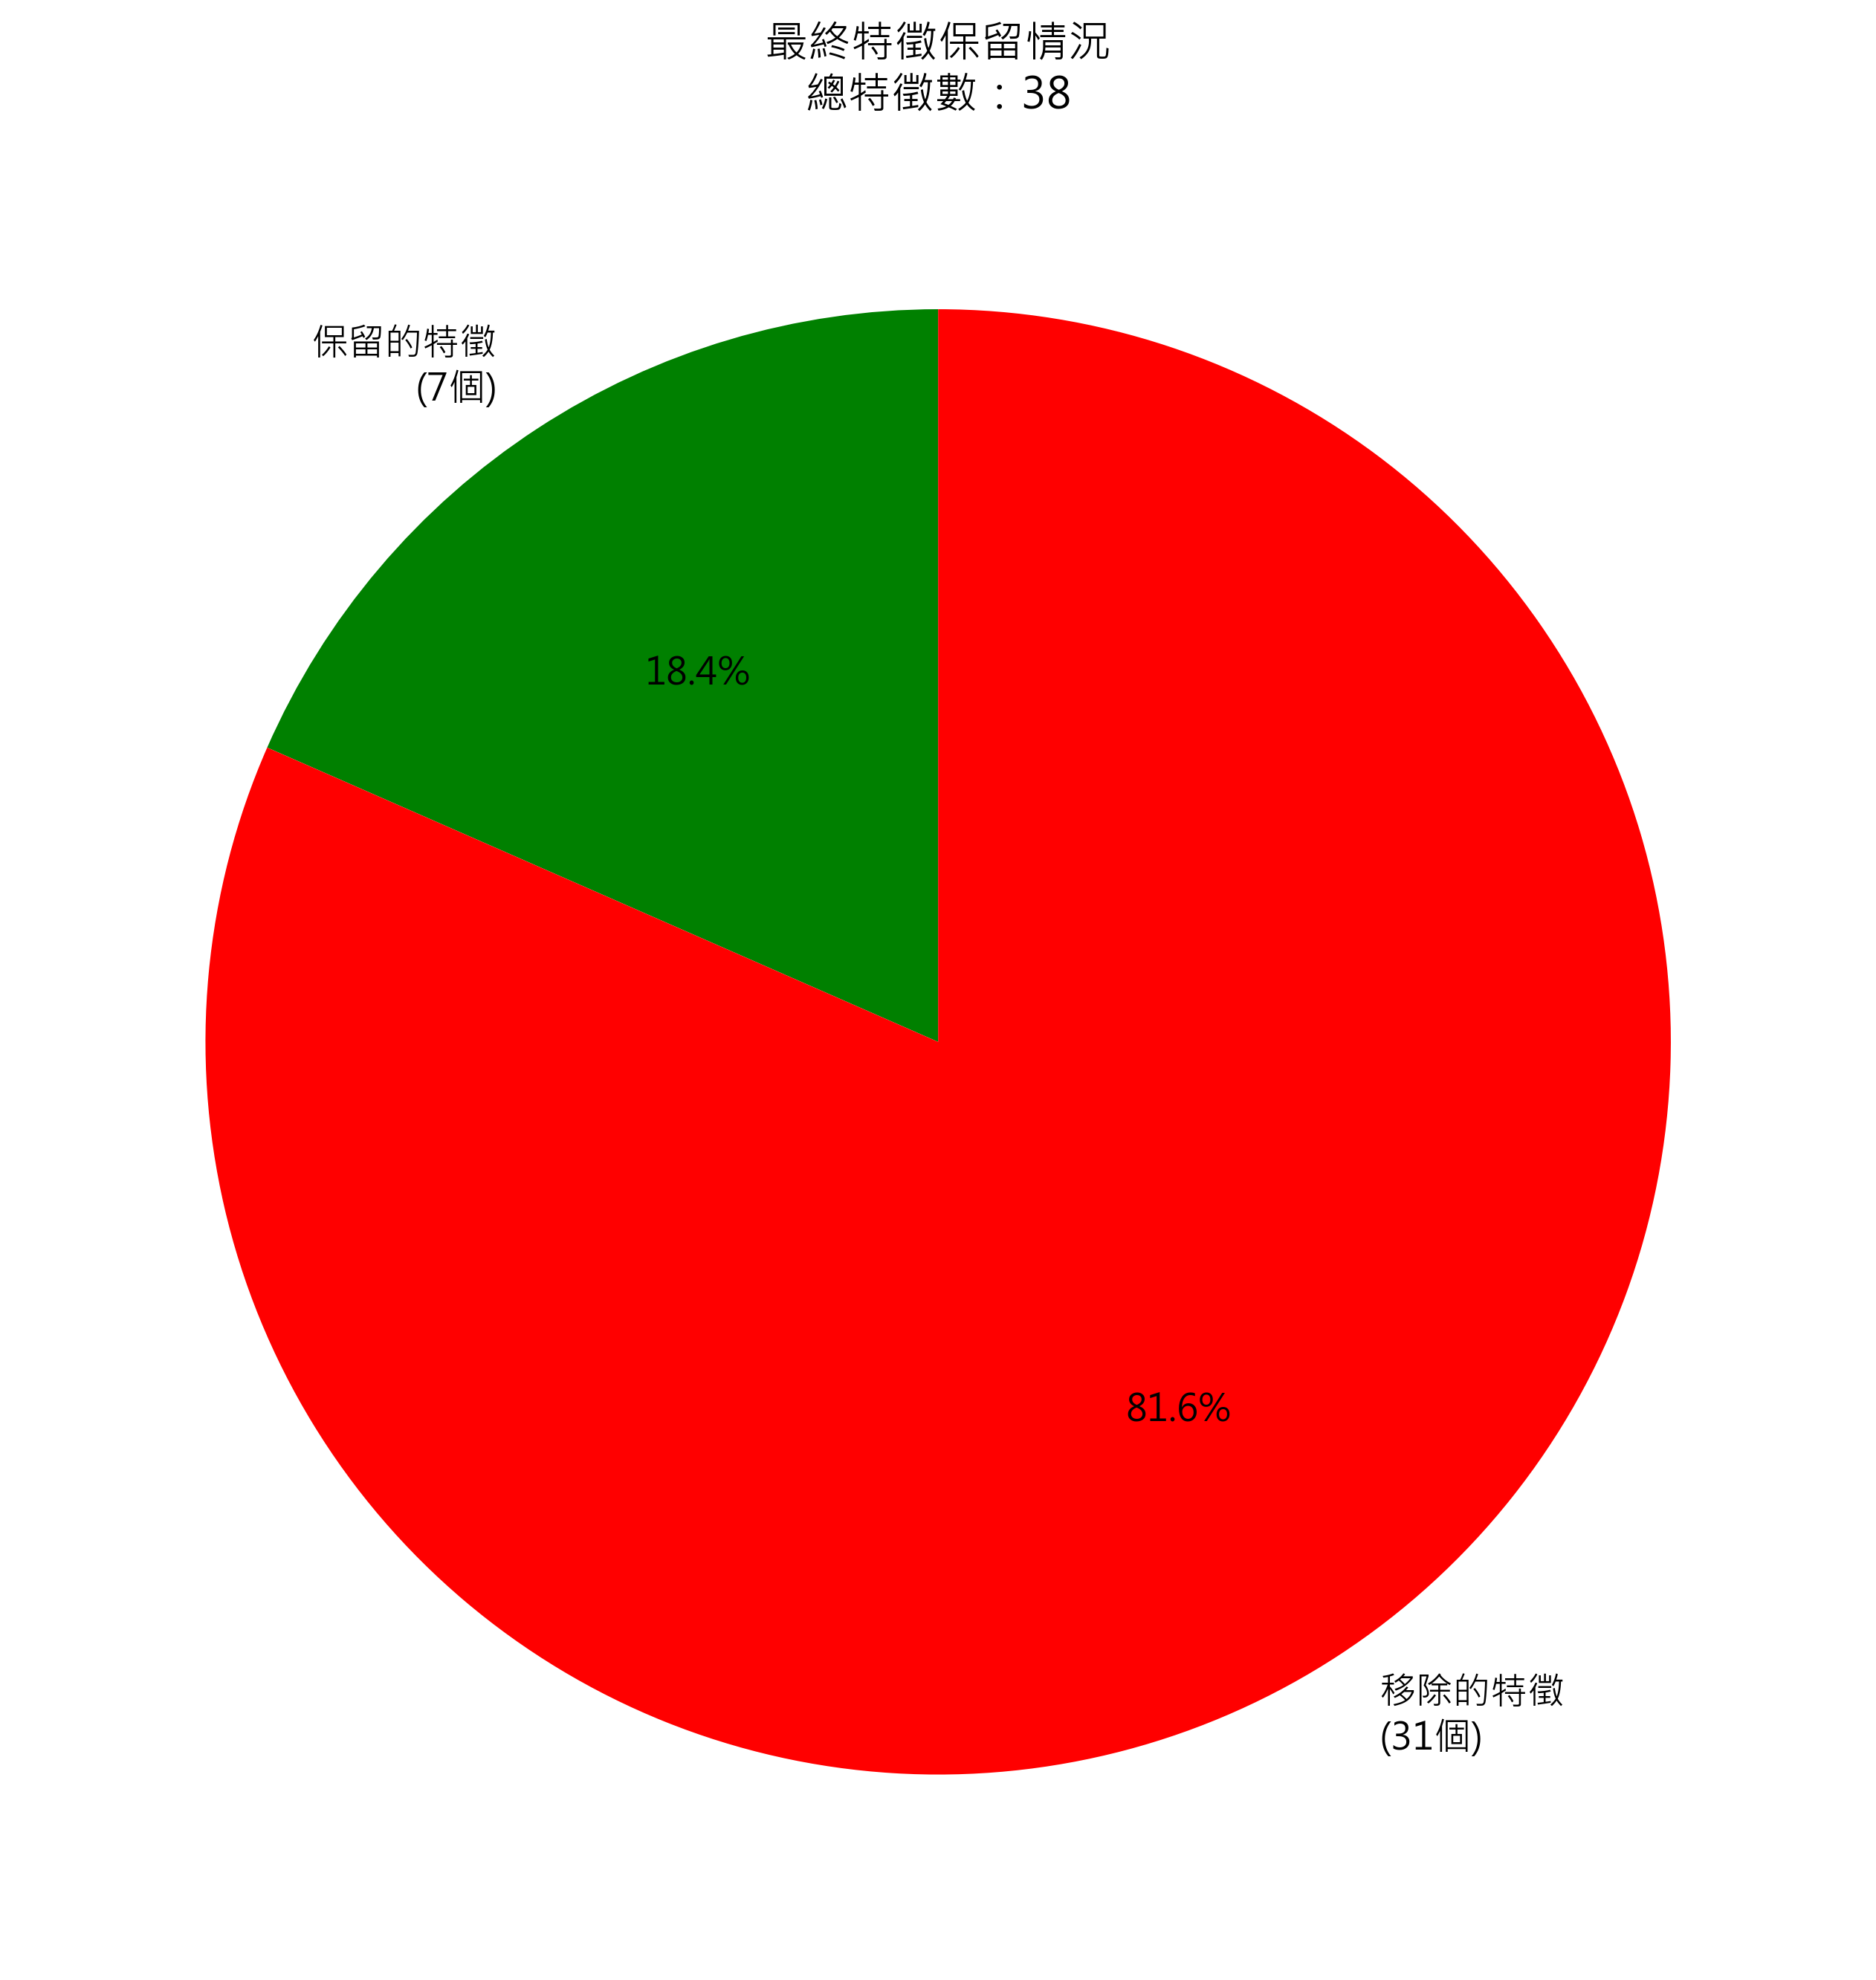 最終特徵保留情況
總特徵數：38
保留的特徵
(7個)
18.4%
81.6%
移除的特徵
(31個)